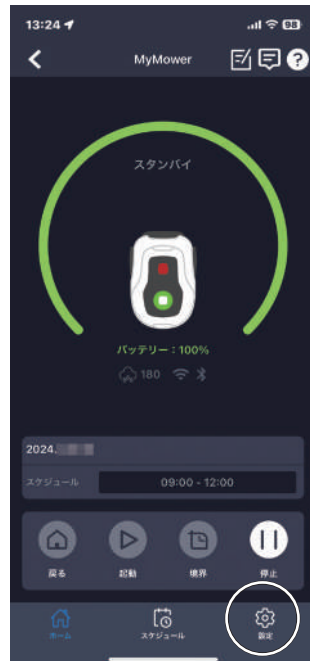 13:24
98
MyMower
?
スタンバイ
バッテリー：100%
180
2024.
スケジュール 09:00 - 12:00
戻る 起動 境界 停止
ホーム スケジュール 設定